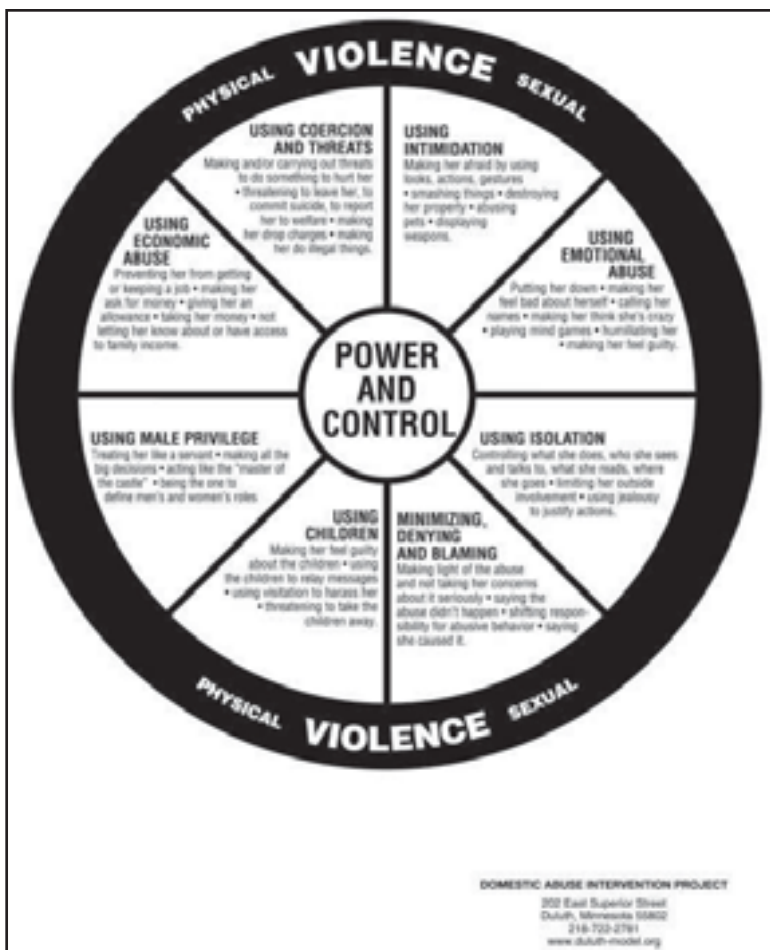 PHYSICAL VIOLENCE SEXUAL
USING COERCION
AND THREATS
Making and/or carrying out threats
to do something to hurt her
• threatening to leave her, to
commit suicide, to report
her to welfare • making
her drop charges • making
her do illegal things.
USING
INTIMIDATION
Making her afraid by using
looks, actions, gestures
• smashing things • destroying
her property • abusing
pets • displaying
weapons.
USING
ECONOMIC
ABUSE
Preventing her from getting
or keeping a job • making her
ask for money • giving her an
allowance • taking her money • not
letting her know about or have access
to family income.
USING
EMOTIONAL
ABUSE
Putting her down • making her
feel bad about herself • calling her
names • making her think she's crazy
• playing mind games • humiliating her
• making her feel guilty.
POWER
AND
CONTROL
USING MALE PRIVILEGE
Treating her like a servant • making all the
big decisions • acting like the "master of
the castle" • being the one to
define men's and women's roles
USING ISOLATION
Controlling what she does, who she sees
and talks to, what she reads, where
she goes • limiting her outside
involvement • using jealousy
to justify actions.
USING
CHILDREN
Making her feel guilty
about the children • using
the children to relay messages
• using visitation to harass her
• threatening to take the
children away.
MINIMIZING,
DENYING
AND BLAMING
Making light of the abuse
and not taking her concerns
about it seriously • saying the
abuse didn't happen • shifting respon-
sibility for abusive behavior • saying
she caused it.
PHYSICAL VIOLENCE SEXUAL
DOMESTIC ABUSE INTERVENTION PROJECT
202 East Superior Street
Duluth, Minnesota 55802
218-722-2781
www.duluth-model.org